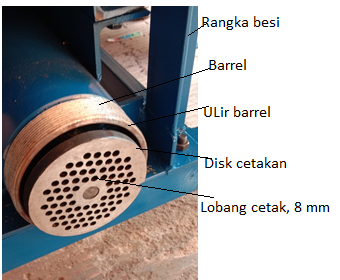 Rangka besi
Barrel
ULir barrel
Disk cetakan
Lobang cetak, 8 mm